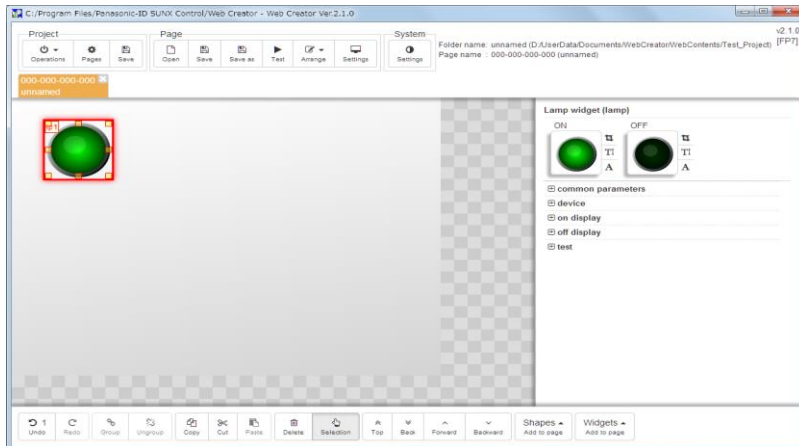 C:/Program Files/Panasonic-ID SUNX Control/Web Creator - Web Creator Ver.2.1.0
Project
Page
System
v2.1.0
[FP7]
Operations
Pages
Save
Open
Save
Save as
Test
Arrange
Settings
Settings
Folder name: unnamed (D:/UserData/Documents/WebCreator/WebContents/Test_Project)
Page name : 000-000-000-000 (unnamed)
000-000-000-000
unnamed
Lamp widget (lamp)
ON
OFF
T
A
T
A
common parameters
device
on display
off display
test
1
Undo
Redo
Group
Ungroup
Copy
Cut
Paste
Delete
Selection
Top
Back
Forward
Backward
Shapes
Add to page
Widgets
Add to page